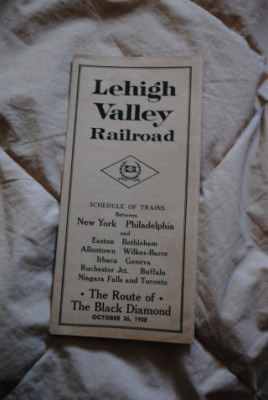 Lehigh
Valley
Railroad
SCHEDULE OF TRAINS
Between
New York Philadelphia
and
Easton Bethlehem
Allentown Wilkes-Barre
Ithaca Geneva
Rochester Jct. Buffalo
Niagara Falls and Toronto
• The Route of •
The Black Diamond
OCTOBER 26, 1958